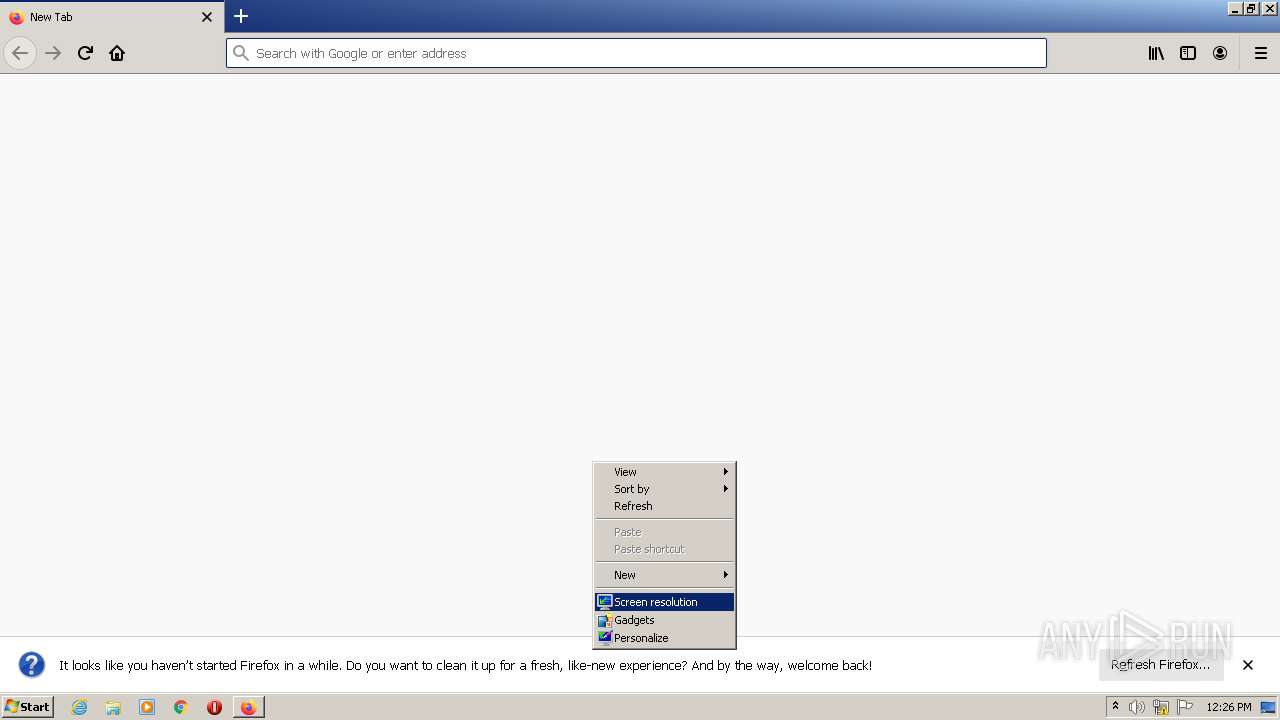 New Tab
Search with Google or enter address
View
Sort by
Refresh
Paste
Paste shortcut
New
Screen resolution
Gadgets
Personalize
It looks like you haven't started Firefox in a while. Do you want to clean it up for a fresh, like-new experience? And by the way, welcome back!
Refresh Firefox...
ANY RUN
Start
12:26 PM